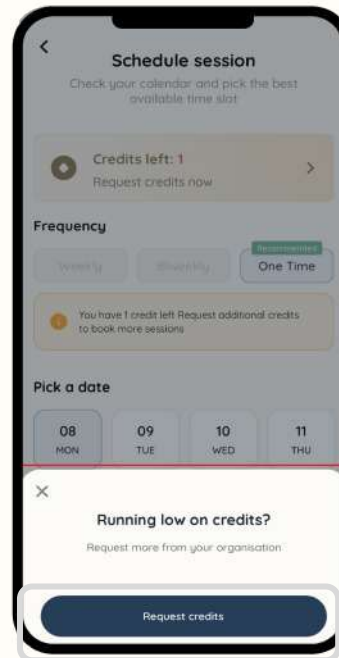 Schedule session
Check your calendar and pick the best
available time slot
Credits left: 1
Request credits now
Frequency
Recommended
Weekly
Biweekly
One Time
You have 1 credit left Request additional credits
to book more sessions
Pick a date
08
09
10
11
MON
TUE
WED
THU
Running low on credits?
Request more from your organisation
Request credits